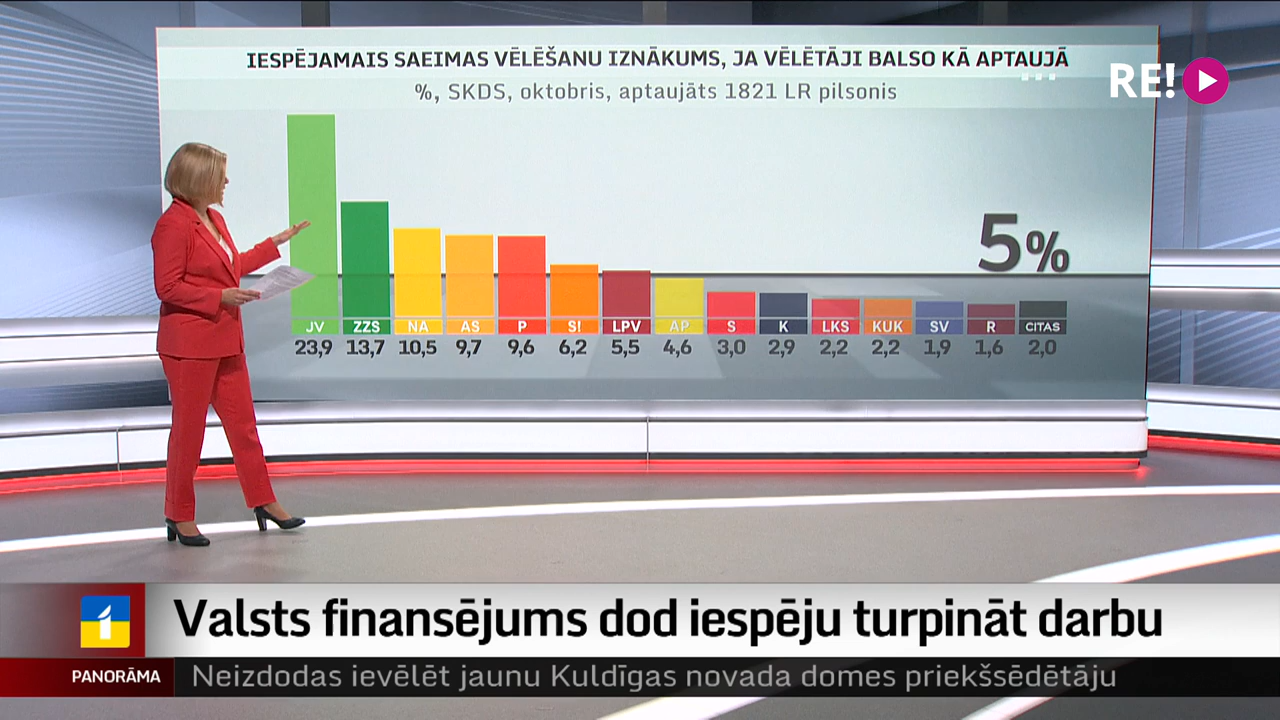 IESPĒJAMAIS SAEIMAS VĒLĒŠANU IZNĀKUMS, JA VĒLĒTĀJI BALSO KĀ APTAUJĀ
%, SKDS, oktobris, aptaujāts 1821 LR pilsonis
RE!
5%
JV ZZS NA AS P S! LPV AP S K LKS KUK SV R CITAS
23,9 13,7 10,5 9,7 9,6 6,2 5,5 4,6 3,0 2,9 2,2 2,2 1,9 1,6 2,0
1 Valsts finansējums dod iespēju turpināt darbu
PANORĀMA Neizdodas ievēlēt jaunu Kuldīgas novada domes priekšsēdētāju